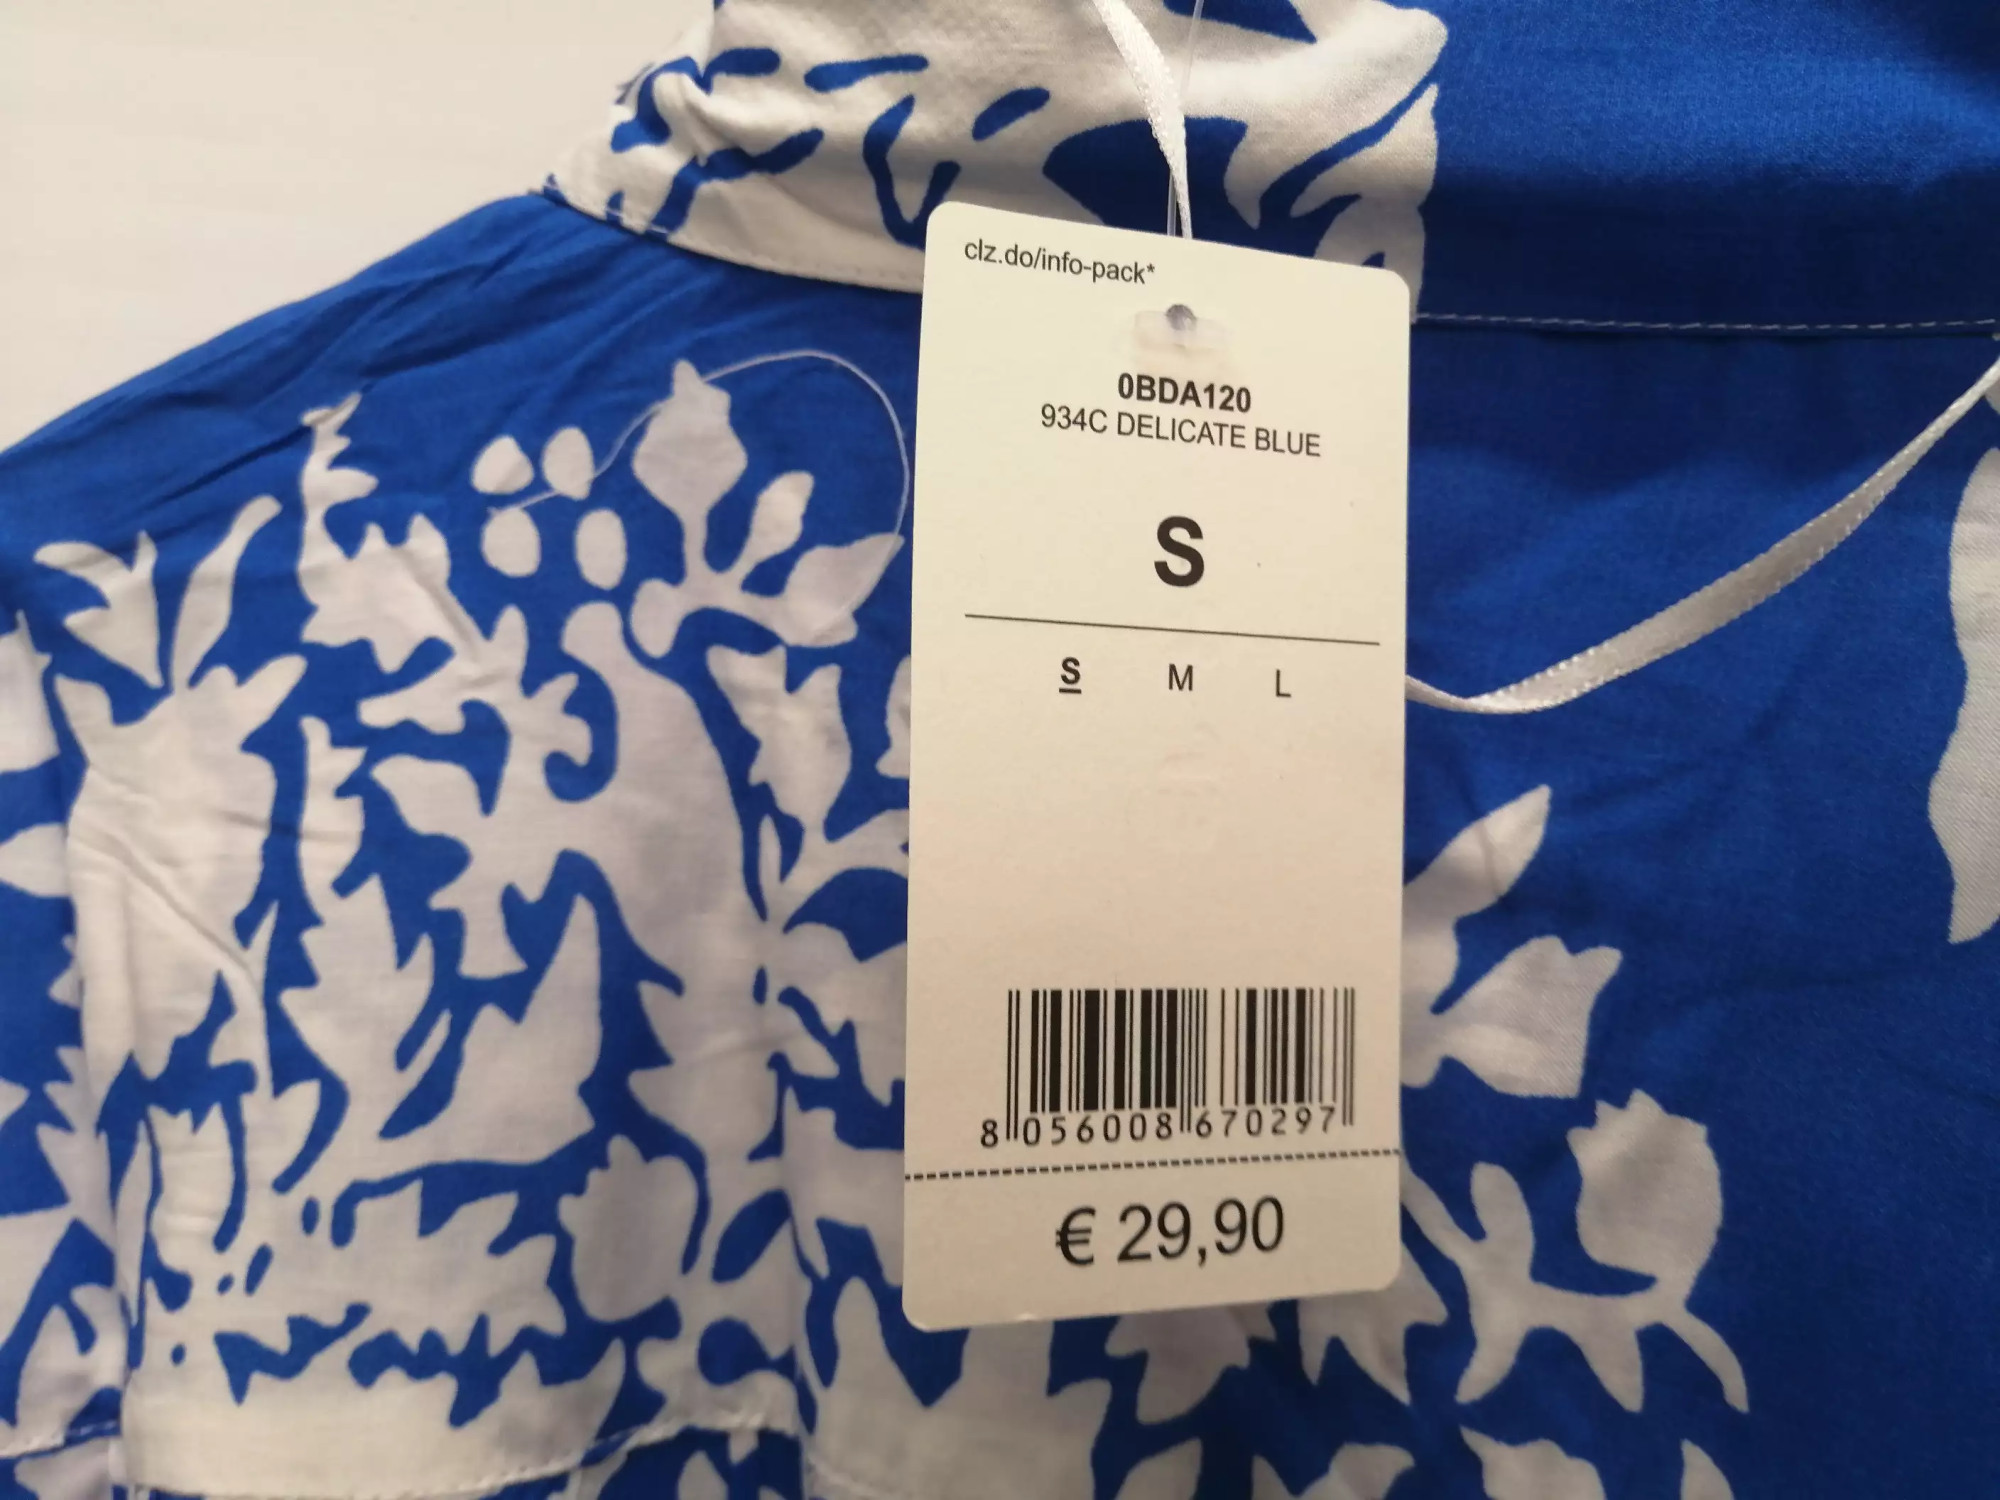 clz.do/info-pack*
0BDA120
934C DELICATE BLUE
S
S M L
8 056008 670297
€ 29,90